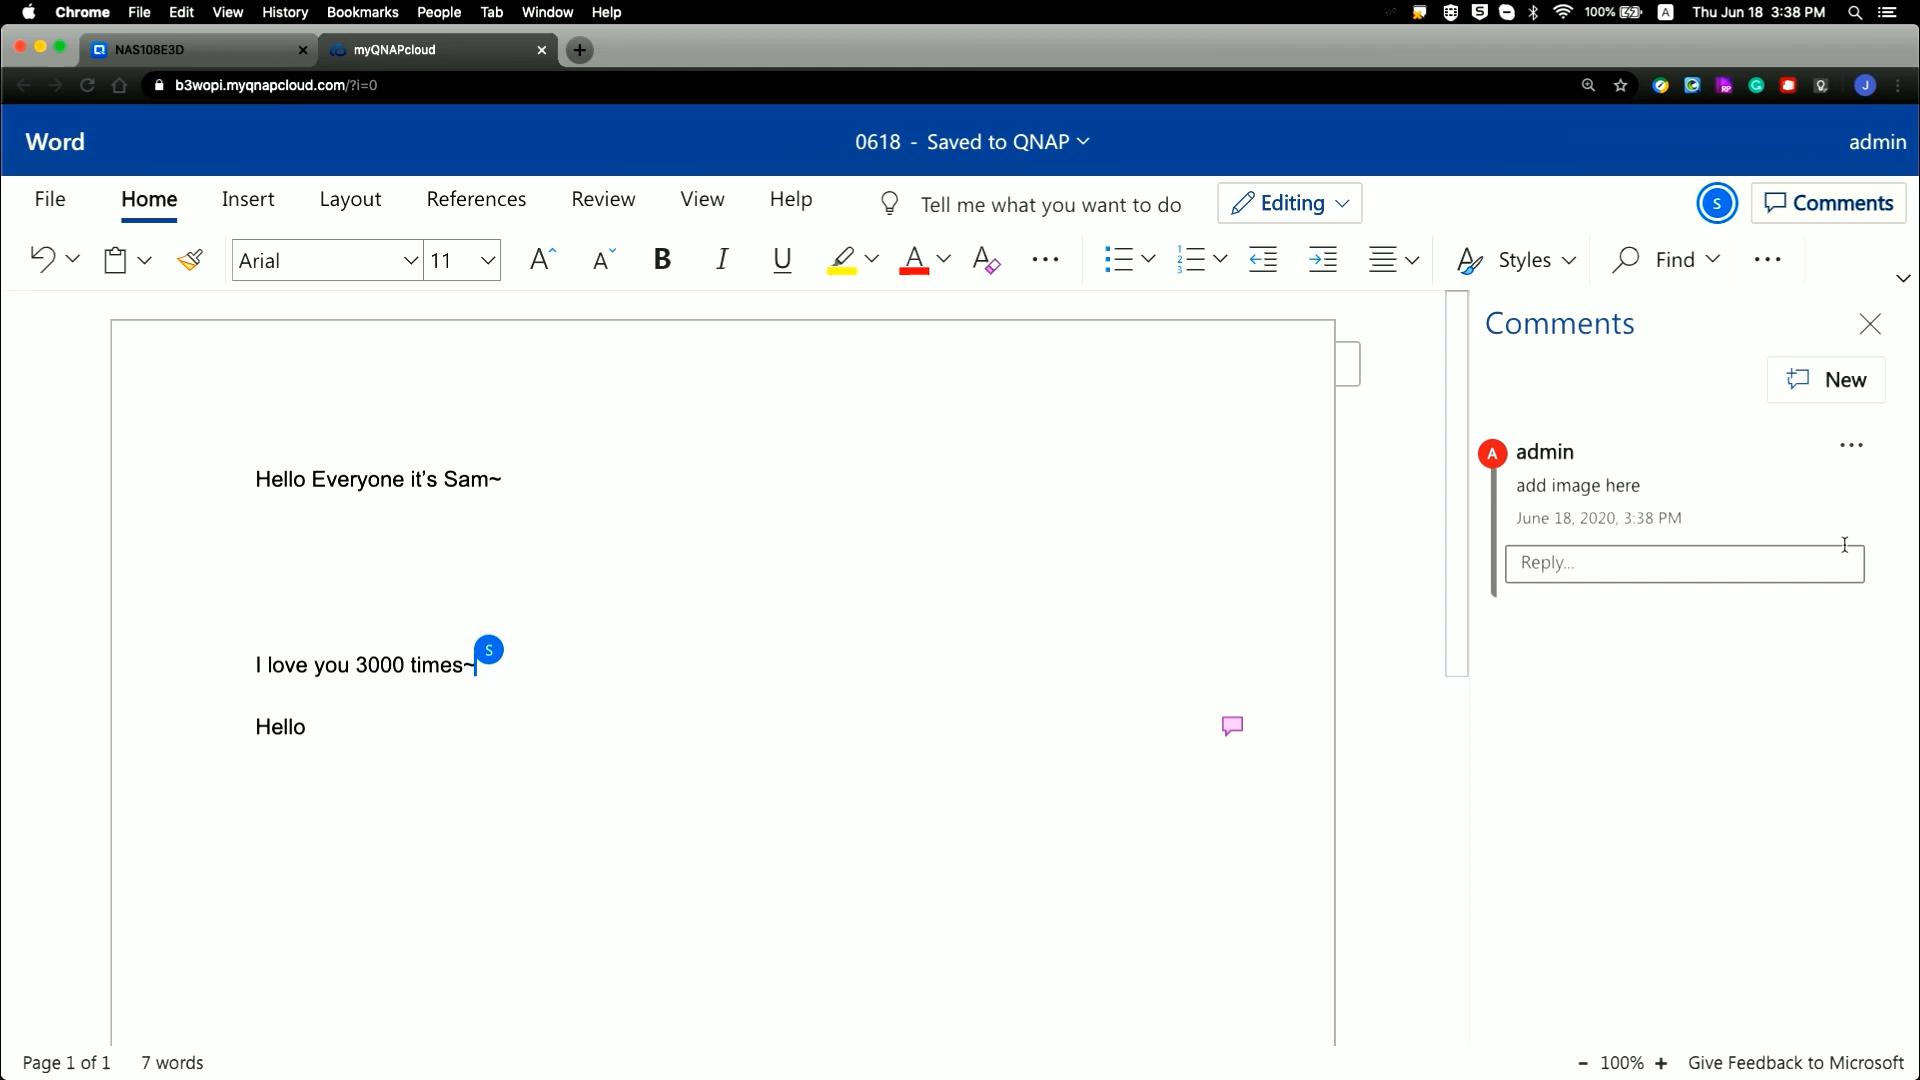 Chrome File Edit View History Bookmarks People Tab Window Help
100% A Thu Jun 18 3:38 PM
NAS108E3D
myQNAPcloud
b3wopi.myqnapcloud.com/?i=0
J
Word
0618 - Saved to QNAP
admin
File Home Insert Layout References Review View Help
Tell me what you want to do
Editing
S
Comments
Arial
11
A A B I U A A
Styles
Find
Comments
New
A admin
add image here
June 18, 2020, 3:38 PM
Reply...
Hello Everyone it's Sam~
I love you 3000 times~
S
Hello
Page 1 of 1 7 words
- 100% + Give Feedback to Microsoft